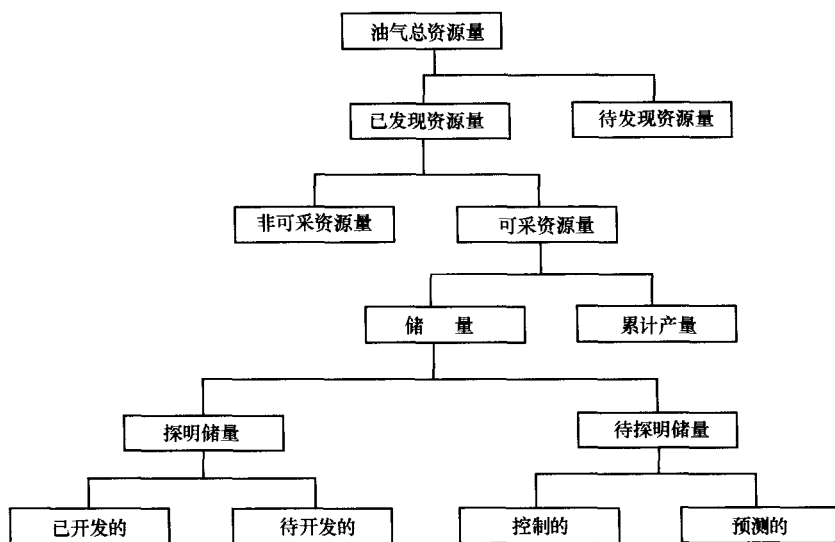 油气总资源量
已发现资源量
待发现资源量
非可采资源量
可采资源量
储 量
累计产量
探明储量
待探明储量
已开发的
待开发的
控制的
预测的